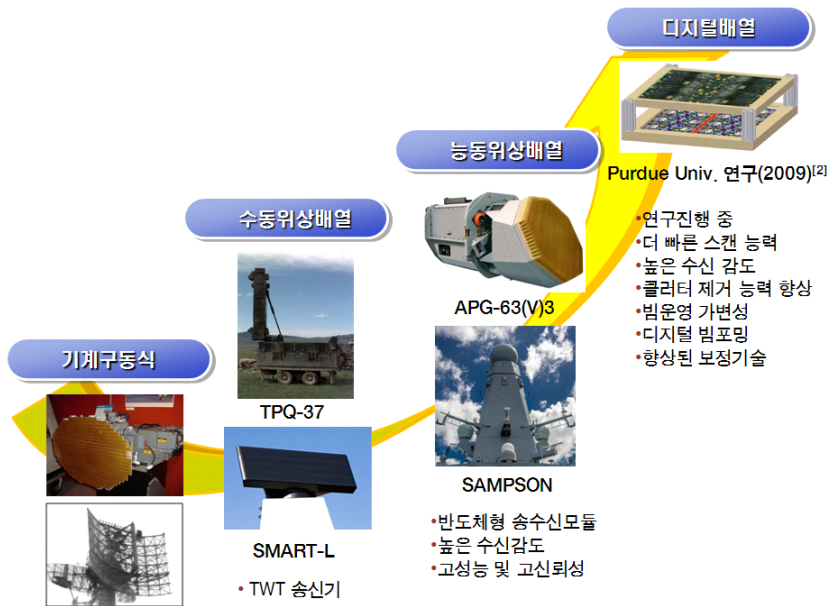 디지털배열
Purdue Univ. 연구(2009)[2]
•연구진행 중
•더 빠른 스캔 능력
•높은 수신 감도
•클러터 제거 능력 향상
•빔운영 가변성
•디지털 빔포밍
•향상된 보정기술
능동위상배열
APG-63(V)3
SAMPSON
•반도체형 송수신모듈
•높은 수신감도
•고성능 및 고신뢰성
수동위상배열
TPQ-37
SMART-L
• TWT 송신기
기계구동식